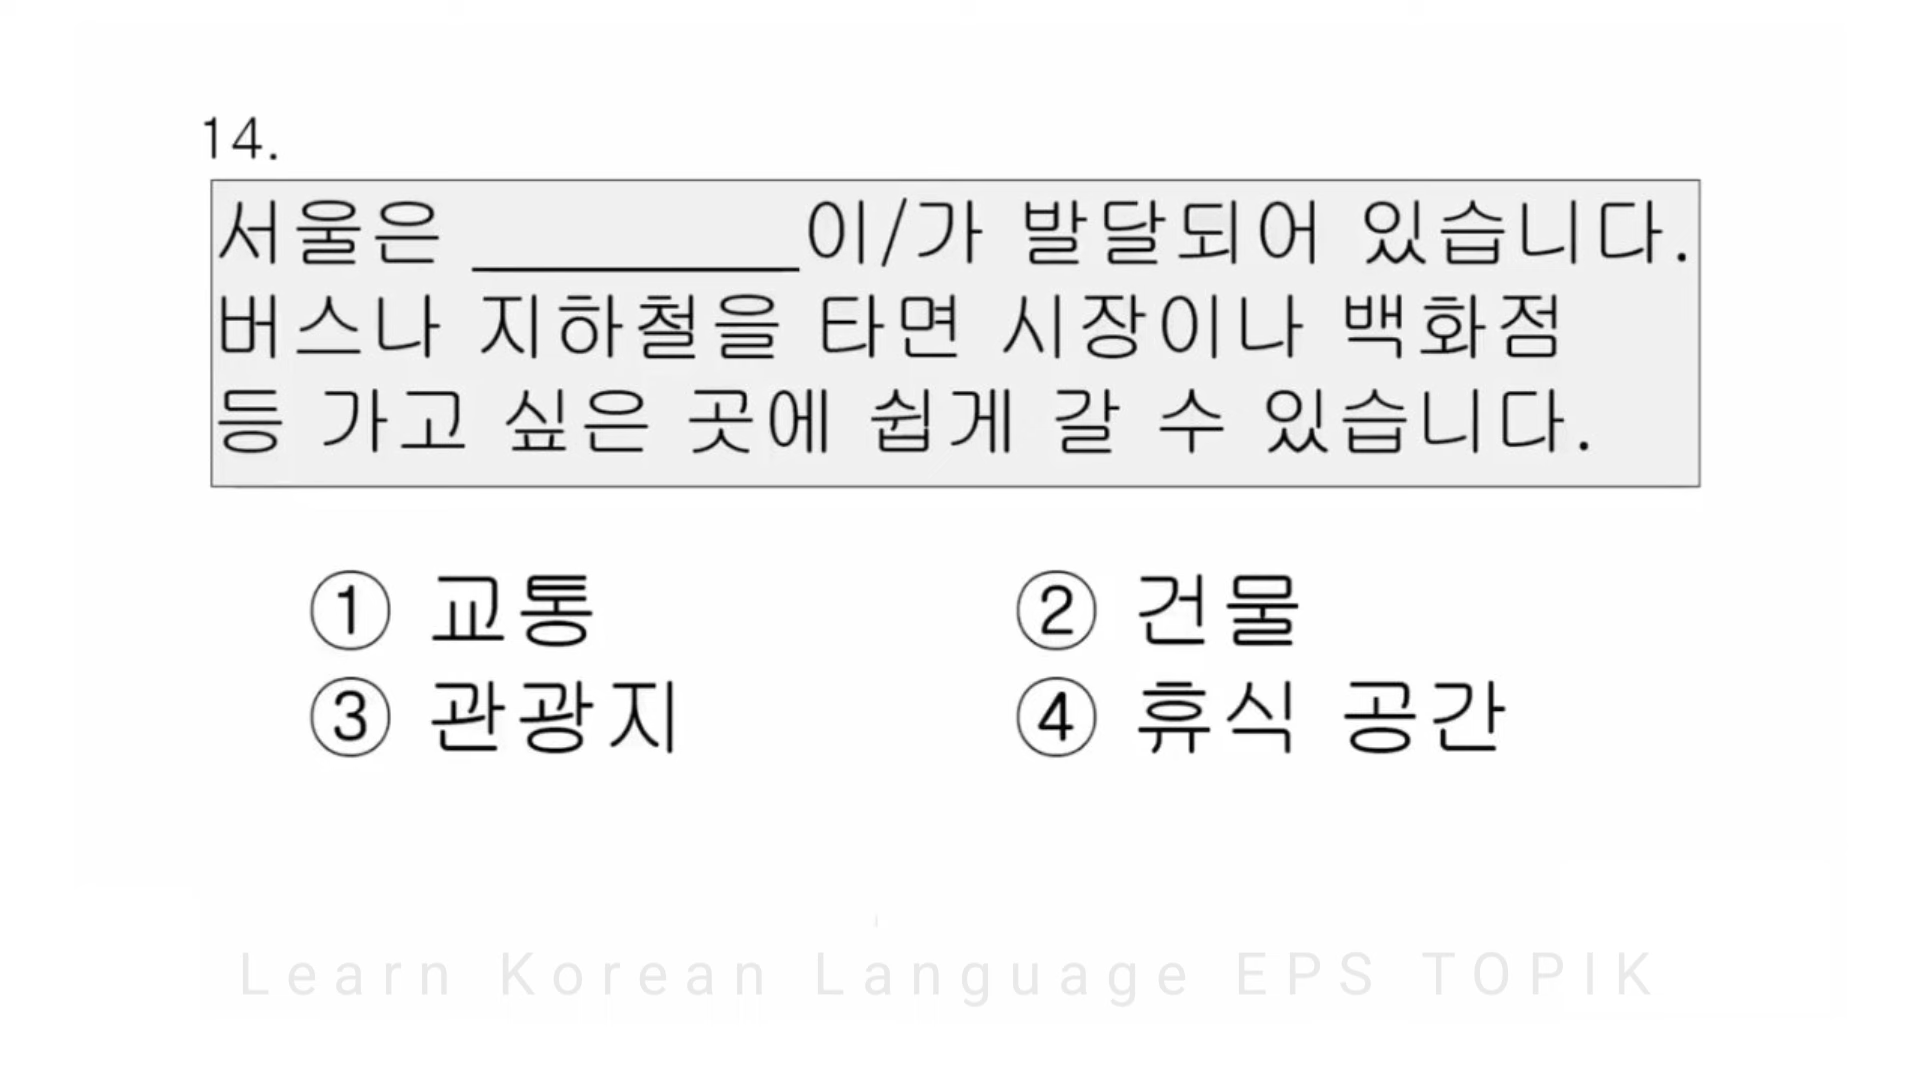 14.
서울은 ________이/가 발달되어 있습니다.
버스나 지하철을 타면 시장이나 백화점
등 가고 싶은 곳에 쉽게 갈 수 있습니다.
① 교통 ② 건물
③ 관광지 ④ 휴식 공간
Learn Korean Language EPS TOPIK